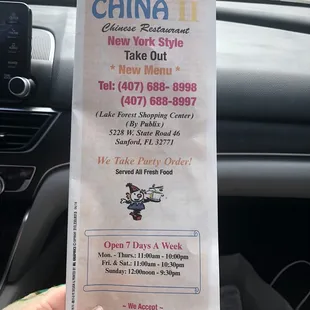 CHINA II
Chinese Restaurant
New York Style
Take Out
* New Menu *
Tel: (407) 688- 8998
(407) 688-8997
(Lake Forest Shopping Center)
(By Publix)
5228 W. State Road 46
Sanford, FL 32771
We Take Party Order!
Served All Fresh Food
Open 7 Days A Week
Mon. - Thurs.: 11:00am - 10:00pm
Fri. & Sat.: 11:00am - 10:30pm
Sunday: 12:00noon - 9:30pm
~ We Accept ~